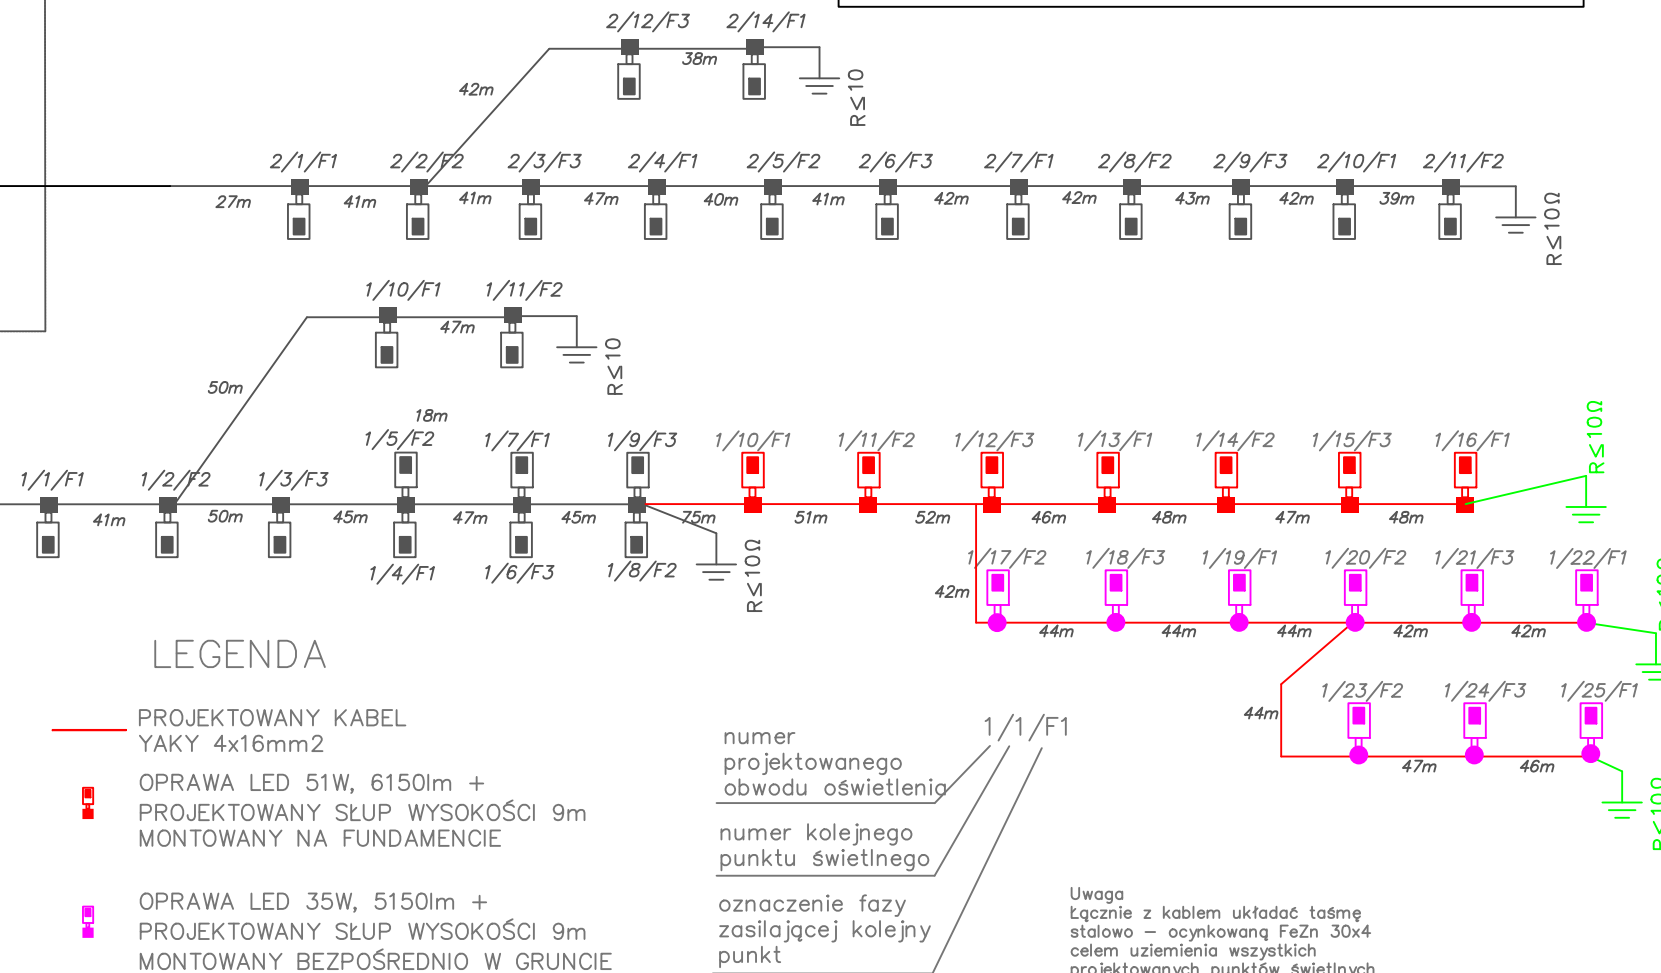 2/12/F3 2/14/F1
38m
42m
R≤10
2/1/F1 2/2/F2 2/3/F3 2/4/F1 2/5/F2 2/6/F3 2/7/F1 2/8/F2 2/9/F3 2/10/F1 2/11/F2
27m 41m 41m 47m 40m 41m 42m 42m 43m 42m 39m
R≤10Ω
1/10/F1 1/11/F2
47m
R≤10
50m
18m
1/5/F2 1/7/F1 1/9/F3 1/10/F1 1/11/F2 1/12/F3 1/13/F1 1/14/F2 1/15/F3 1/16/F1
R≤10Ω
1/1/F1 1/2/F2 1/3/F3
41m 50m 45m 47m 45m 75m 51m 52m 46m 48m 47m 48m
1/4/F1 1/6/F3 1/8/F2
R≤10Ω
1/17/F2 1/18/F3 1/19/F1 1/20/F2 1/21/F3 1/22/F1
42m
44m 44m 44m 42m 42m
1/23/F2 1/24/F3 1/25/F1
44m
47m 46m
LEGENDA
PROJEKTOWANY KABEL
YAKY 4x16mm2
OPRAWA LED 51W, 6150lm +
PROJEKTOWANY SŁUP WYSOKOŚCI 9m
MONTOWANY NA FUNDAMENCIE
OPRAWA LED 35W, 5150lm +
PROJEKTOWANY SŁUP WYSOKOŚCI 9m
MONTOWANY BEZPOŚREDNIO W GRUNCIE
1/1/F1
numer
projektowanego
obwodu oświetlenia
numer kolejnego
punktu świetlnego
oznaczenie fazy
zasilającej kolejny
punkt
Uwaga
Łącznie z kablem układać taśmę
stalowo – ocynkowaną FeZn 30x4
celem uziemienia wszystkich
projektowanych punktów świetlnych